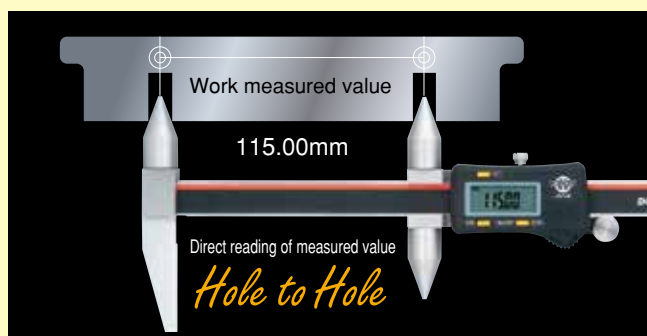 Work measured value
115.00mm
115.00
Direct reading of measured value
Hole to Hole